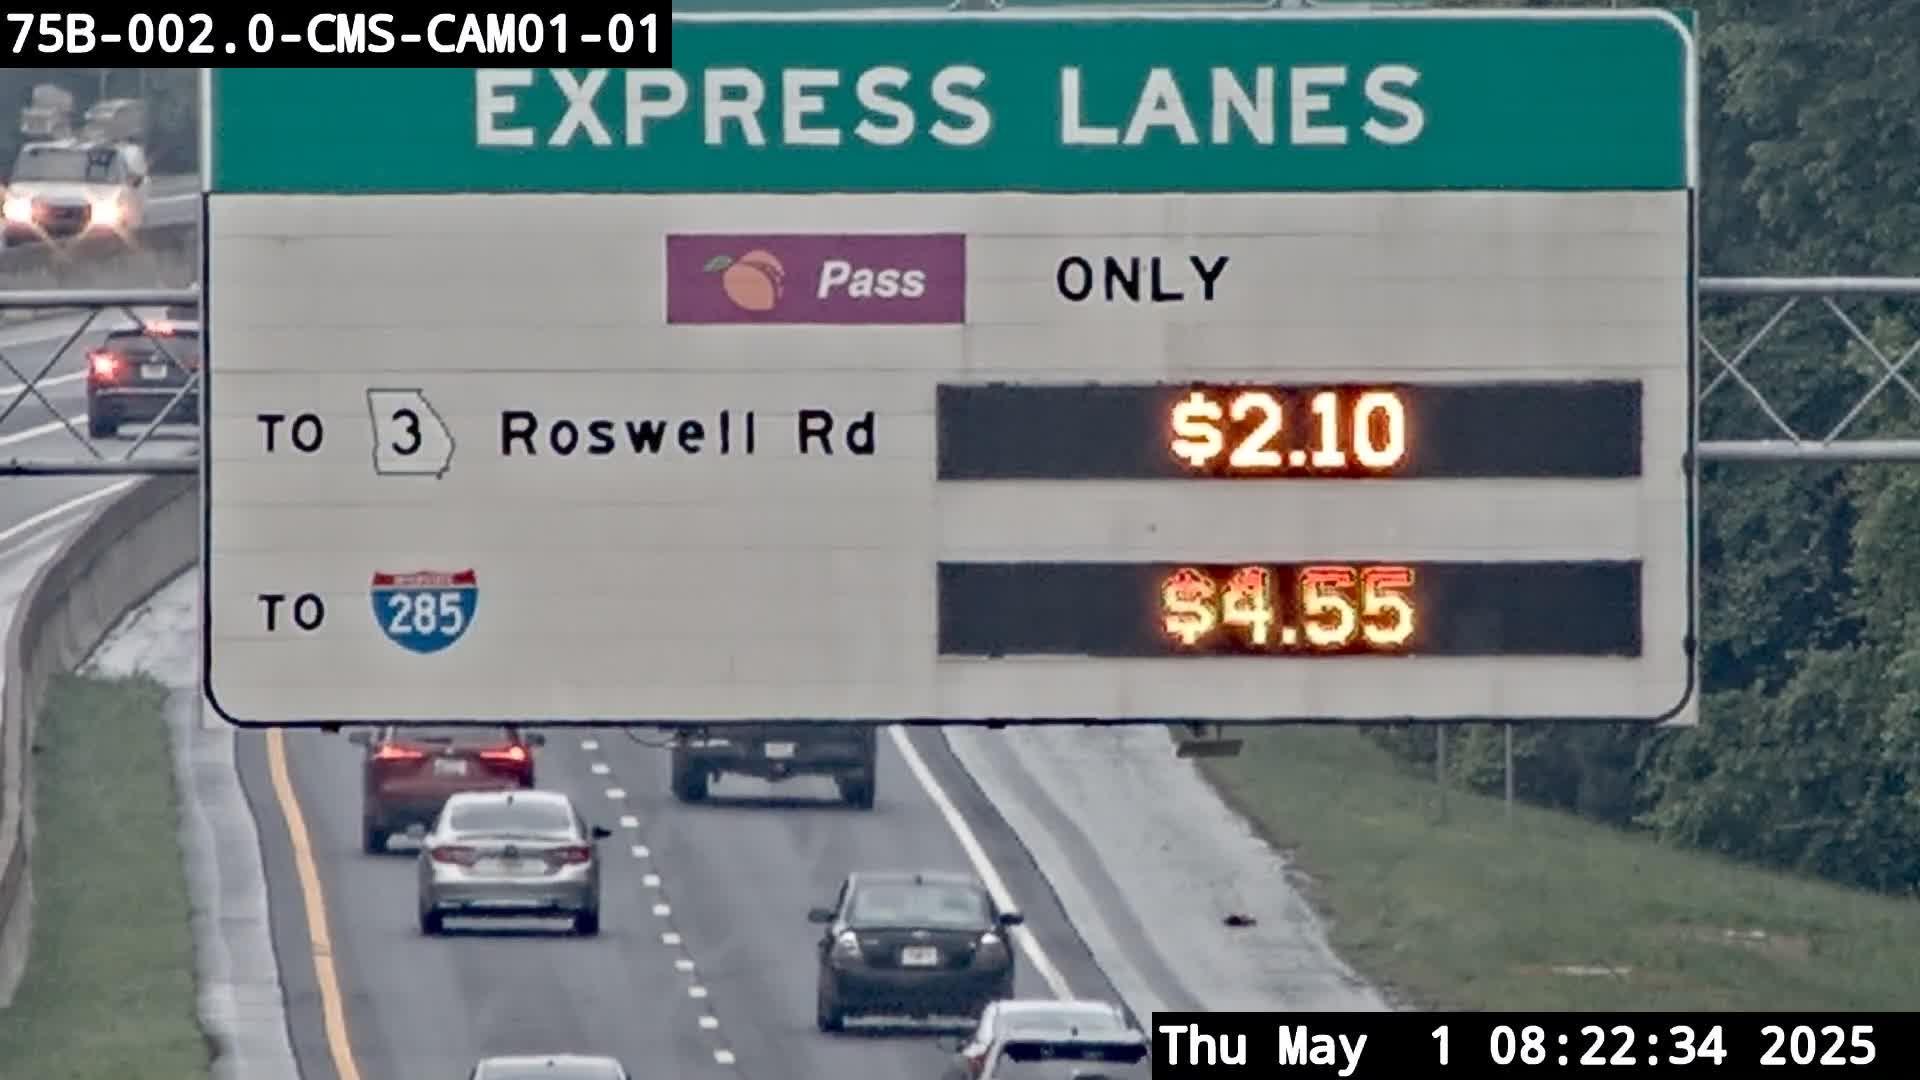 75B-002.0-CMS-CAM01-01
EXPRESS LANES
Pass ONLY
TO 3 Roswell Rd $2.10
TO 285 $4.55
Thu May 1 08:22:34 2025